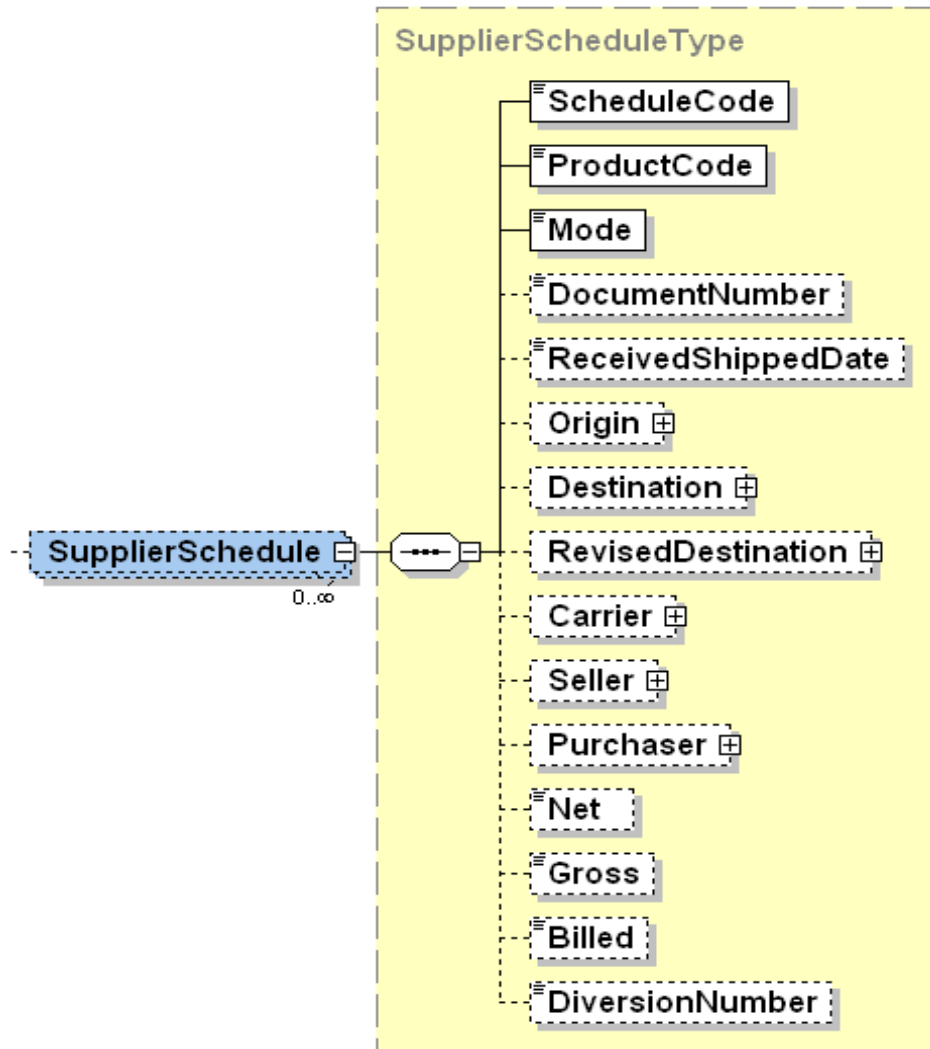 SupplierScheduleType
ScheduleCode
ProductCode
Mode
DocumentNumber
ReceivedShippedDate
Origin
Destination
SupplierSchedule
0..∞
RevisedDestination
Carrier
Seller
Purchaser
Net
Gross
Billed
DiversionNumber